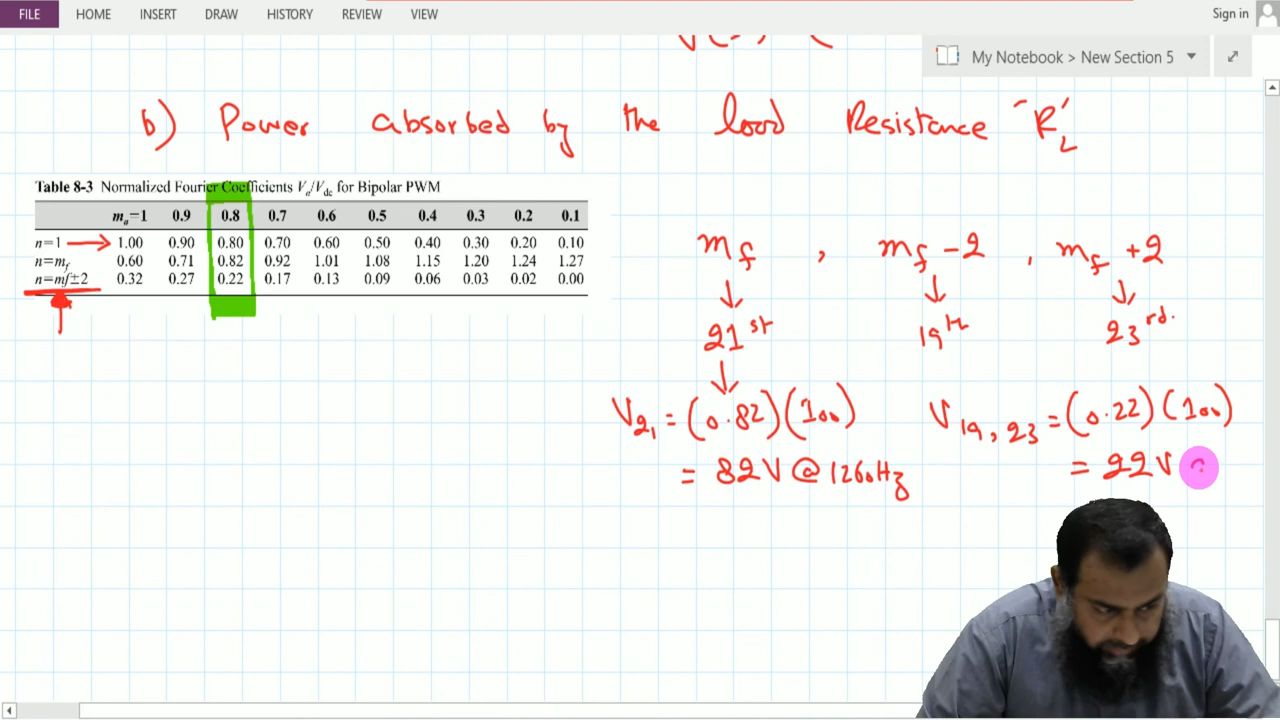 FILE HOME INSERT DRAW HISTORY REVIEW VIEW Sign in
My Notebook > New Section 5
b) Power absorbed by the load Resistance "R_L"
Table 8-3 Normalized Fourier Coefficients Vn/Vdc for Bipolar PWM
ma=1 0.9 0.8 0.7 0.6 0.5 0.4 0.3 0.2 0.1
n=1 → 1.00 0.90 0.80 0.70 0.60 0.50 0.40 0.30 0.20 0.10
n=mf 0.60 0.71 0.82 0.92 1.01 1.08 1.15 1.20 1.24 1.27
n=mf±2 0.32 0.27 0.22 0.17 0.13 0.09 0.06 0.03 0.02 0.00
mf , mf-2 , mf+2
21st 19th 23rd.
V21 = (0.82)(100)
= 82V @ 1260Hz
V19,23 = (0.22)(100)
= 22V